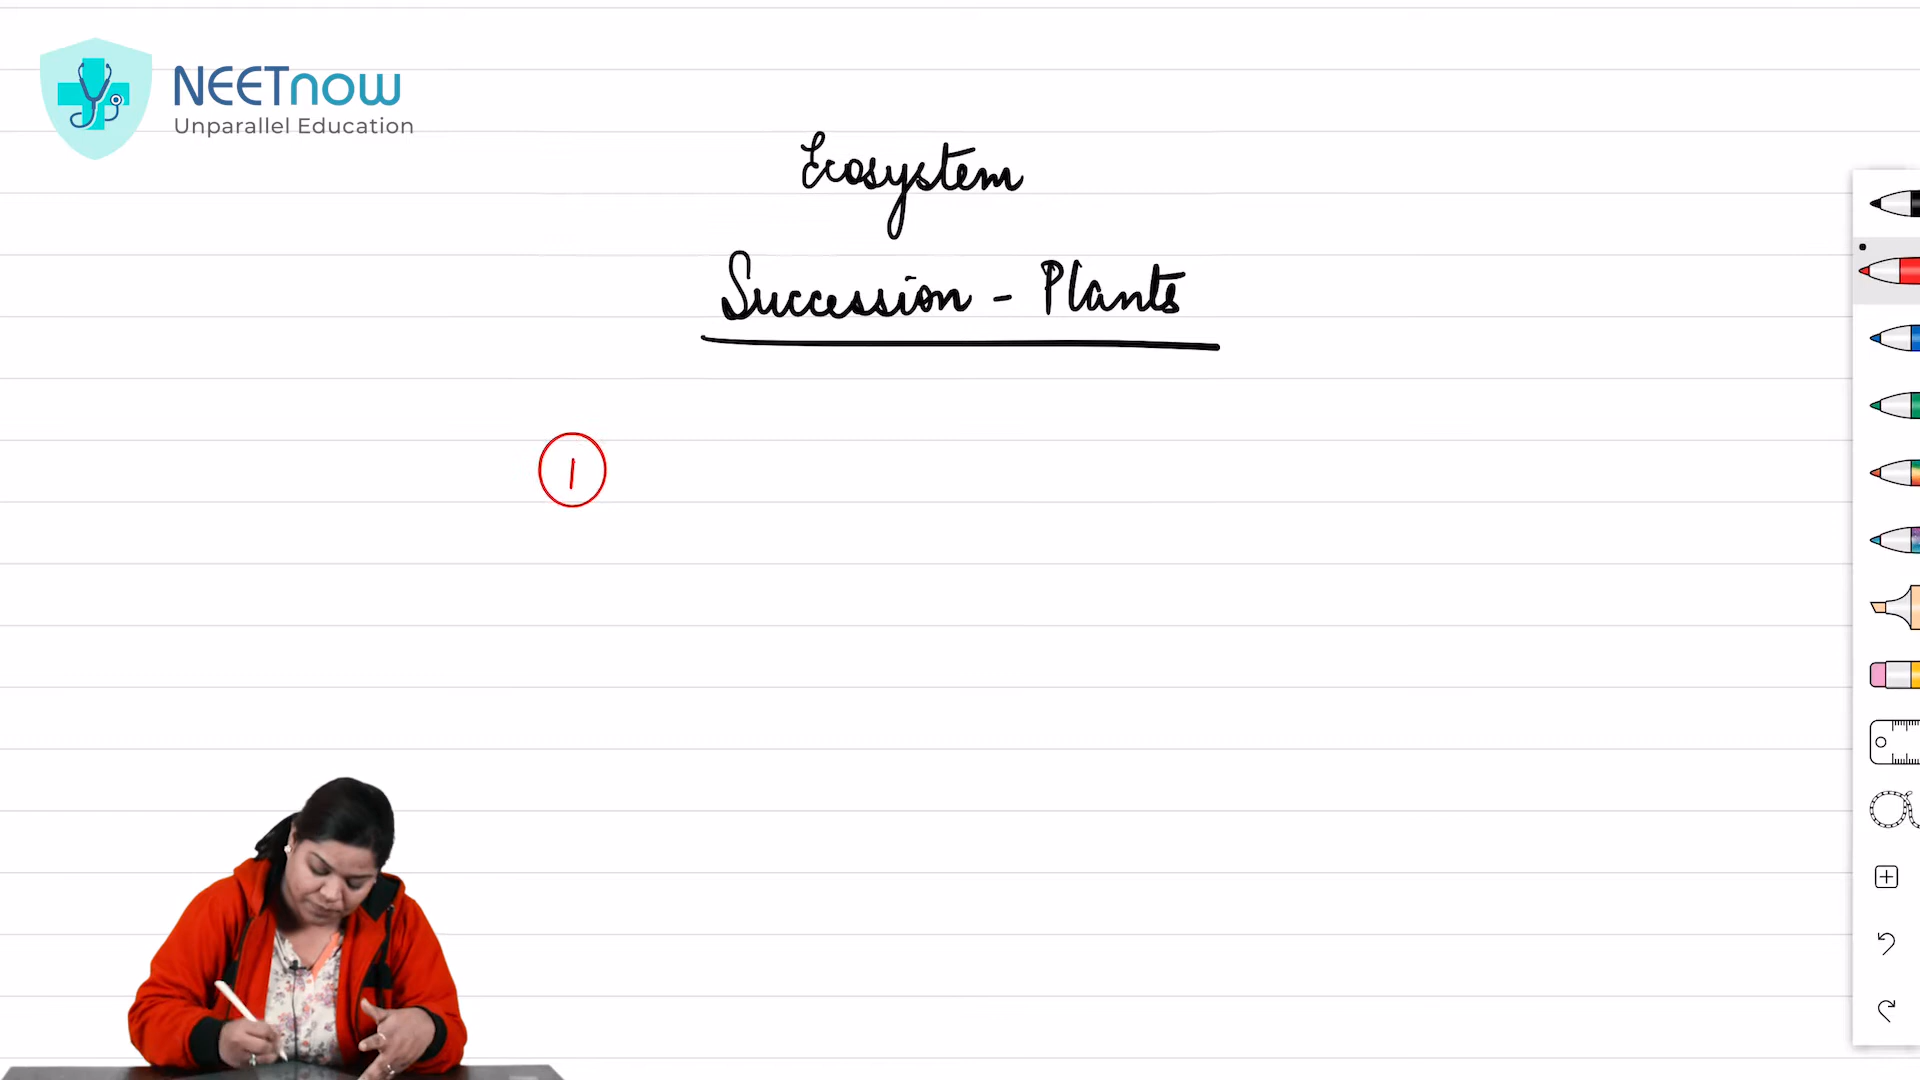 NEETnow
Unparallel Education
Ecosystem
Succession - Plants
1